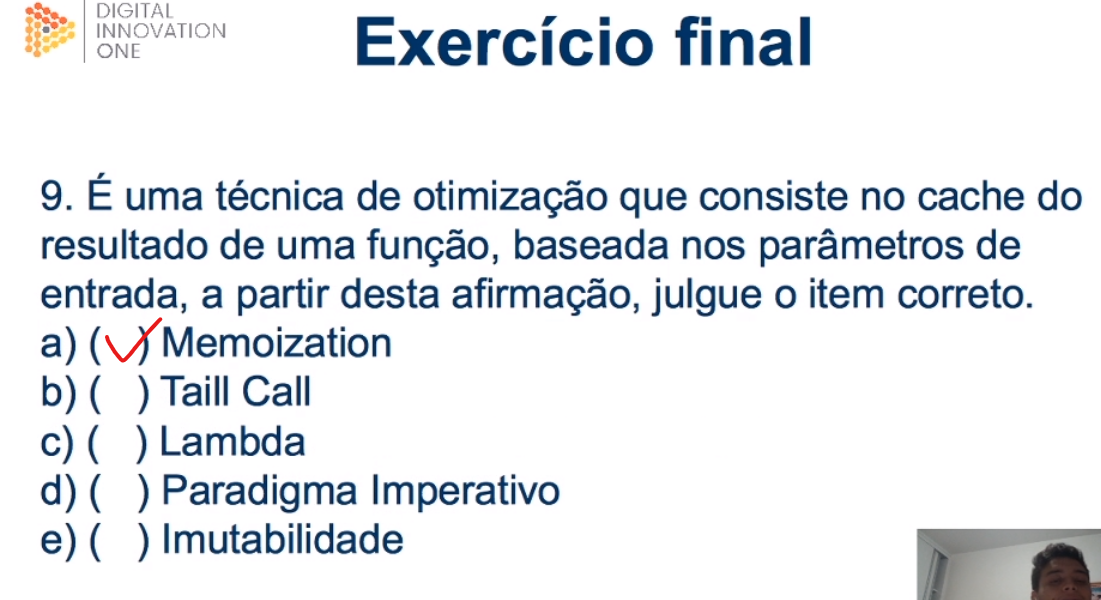 DIGITAL
INNOVATION
ONE
Exercício final
9. É uma técnica de otimização que consiste no cache do
resultado de uma função, baseada nos parâmetros de
entrada, a partir desta afirmação, julgue o item correto.
a) ( ✓ ) Memoization
b) (   ) Taill Call
c) (   ) Lambda
d) (   ) Paradigma Imperativo
e) (   ) Imutabilidade